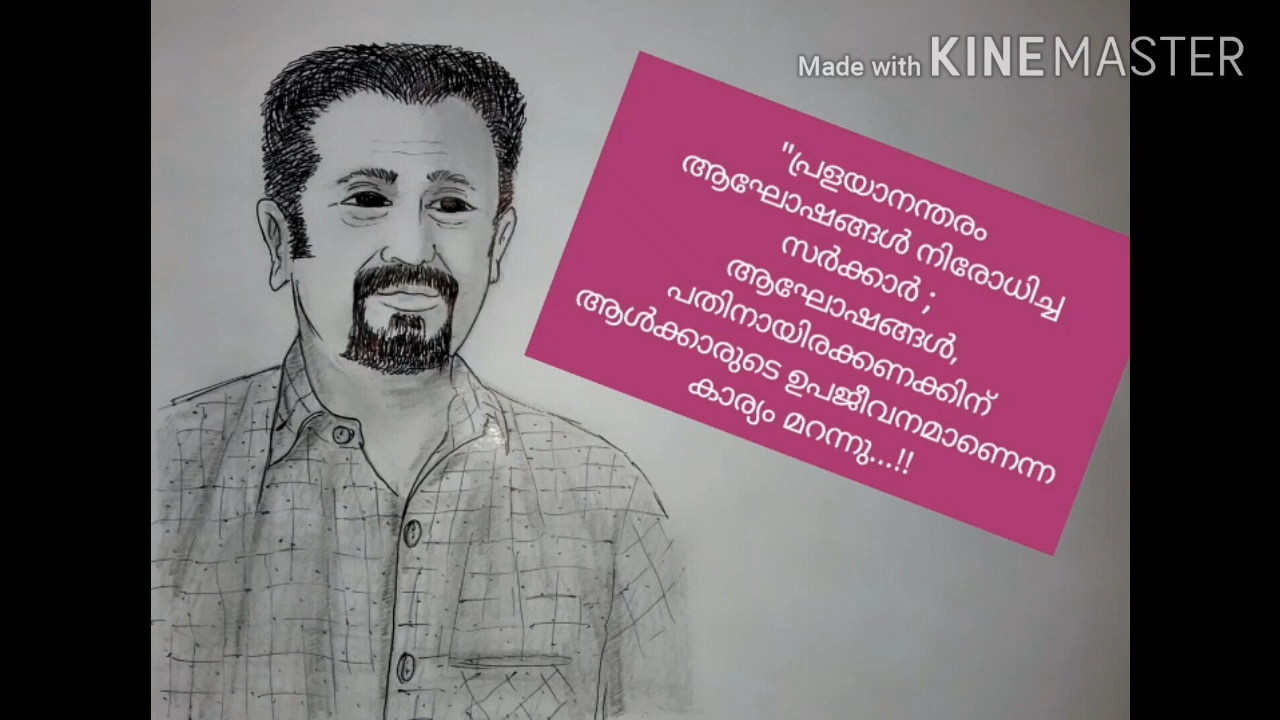 Made with KINEMASTER
"പ്രളയാനന്തരം
ആഘോഷങ്ങൾ നിരോധിച്ച
സർക്കാർ ;
ആഘോഷങ്ങൾ,
പതിനായിരക്കണക്കിന്
ആൾക്കാരുടെ ഉപജീവനമാണെന്ന
കാര്യം മറന്നു...!!